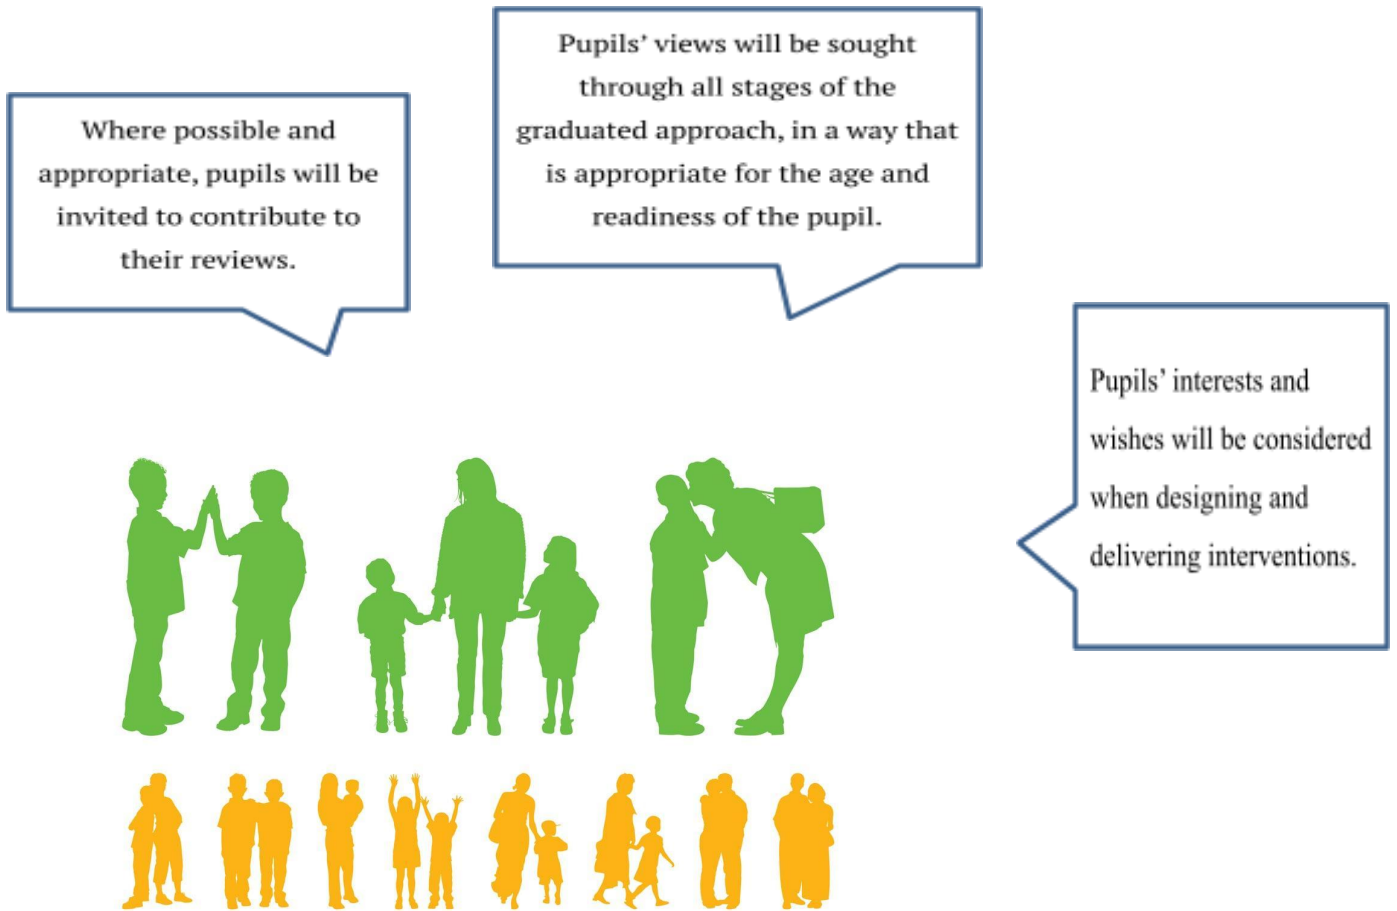 Where possible and
appropriate, pupils will be
invited to contribute to
their reviews.
Pupils’ views will be sought
through all stages of the
graduated approach, in a way that
is appropriate for the age and
readiness of the pupil.
Pupils’ interests and
wishes will be considered
when designing and
delivering interventions.